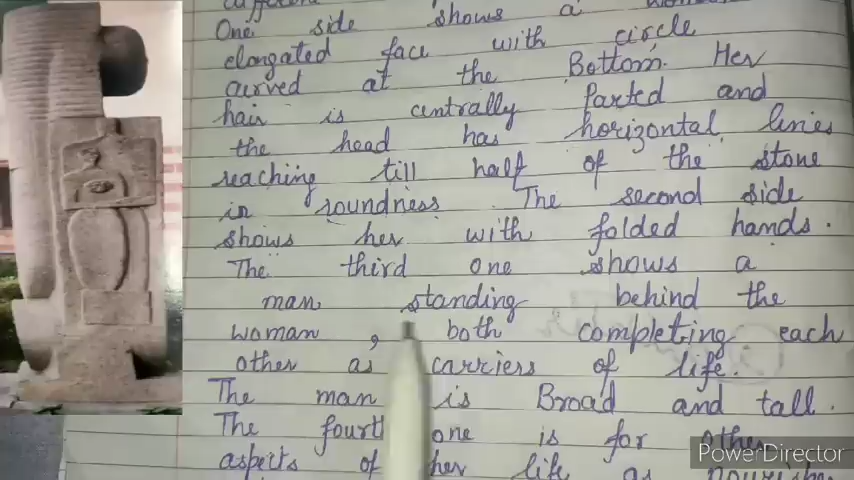 One side shows a
elongated face with circle
carved at the Bottom. Her
hair is centrally parted and
the head has horizontal lines
reaching till half of the stone
in roundness. The second side
shows her with folded hands.
The third one shows a
man standing behind the
woman, both completing each
other as carriers of life.
The man is Broad and tall.
The fourth one is for other
aspects of her life as
PowerDirector